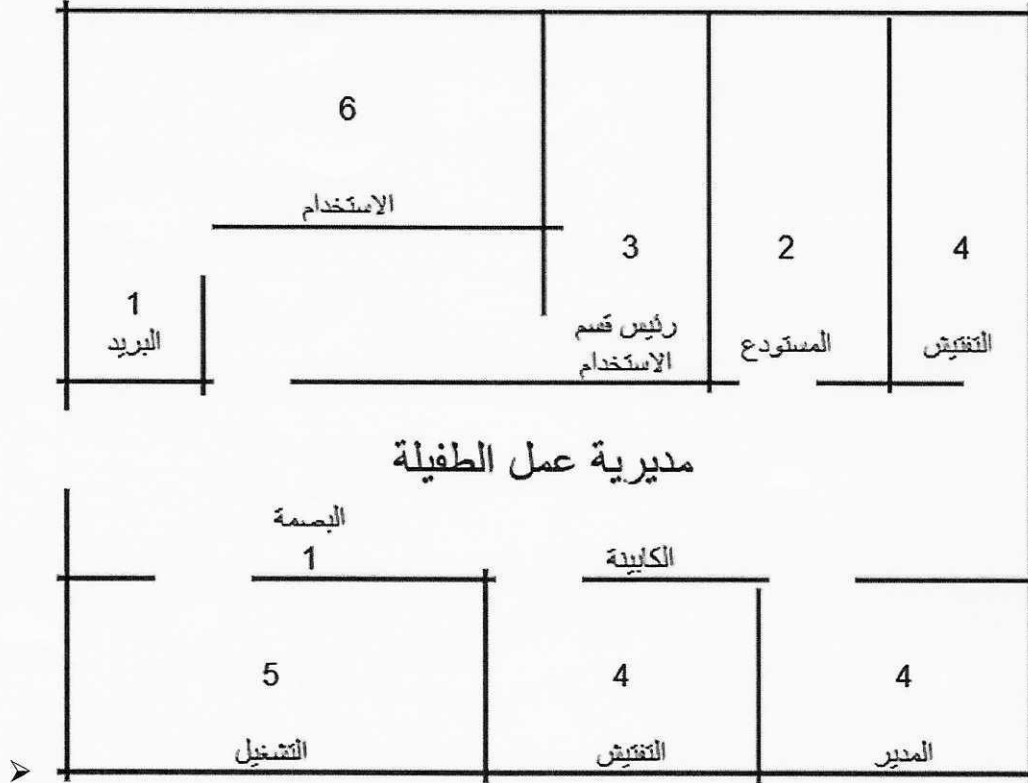 6
الاستخدام
3
2
4
1
البريد
رئيس قسم
الاستخدام
المستودع
التفتيش
مديرية عمل الطفيلة
البصمة
1
الكابينة
5
4
4
التشغيل
التفتيش
المدير